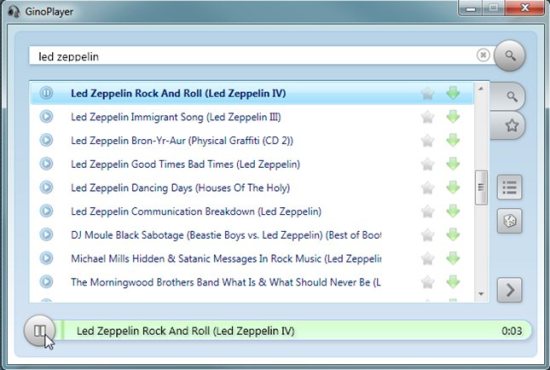 GinoPlayer
led zeppelin
Led Zeppelin Rock And Roll (Led Zeppelin IV)
Led Zeppelin Immigrant Song (Led Zeppelin III)
Led Zeppelin Bron-Yr-Aur (Physical Graffiti (CD 2))
Led Zeppelin Good Times Bad Times (Led Zeppelin)
Led Zeppelin Dancing Days (Houses Of The Holy)
Led Zeppelin Communication Breakdown (Led Zeppelin)
DJ Moule Black Sabotage (Beastie Boys vs. Led Zeppelin) (Best of Boot
Michael Mills Hidden & Satanic Messages In Rock Music (Led Zeppelin
The Morningwood Brothers Band What Is & What Should Never Be (L
Led Zeppelin Rock And Roll (Led Zeppelin IV) 0:03